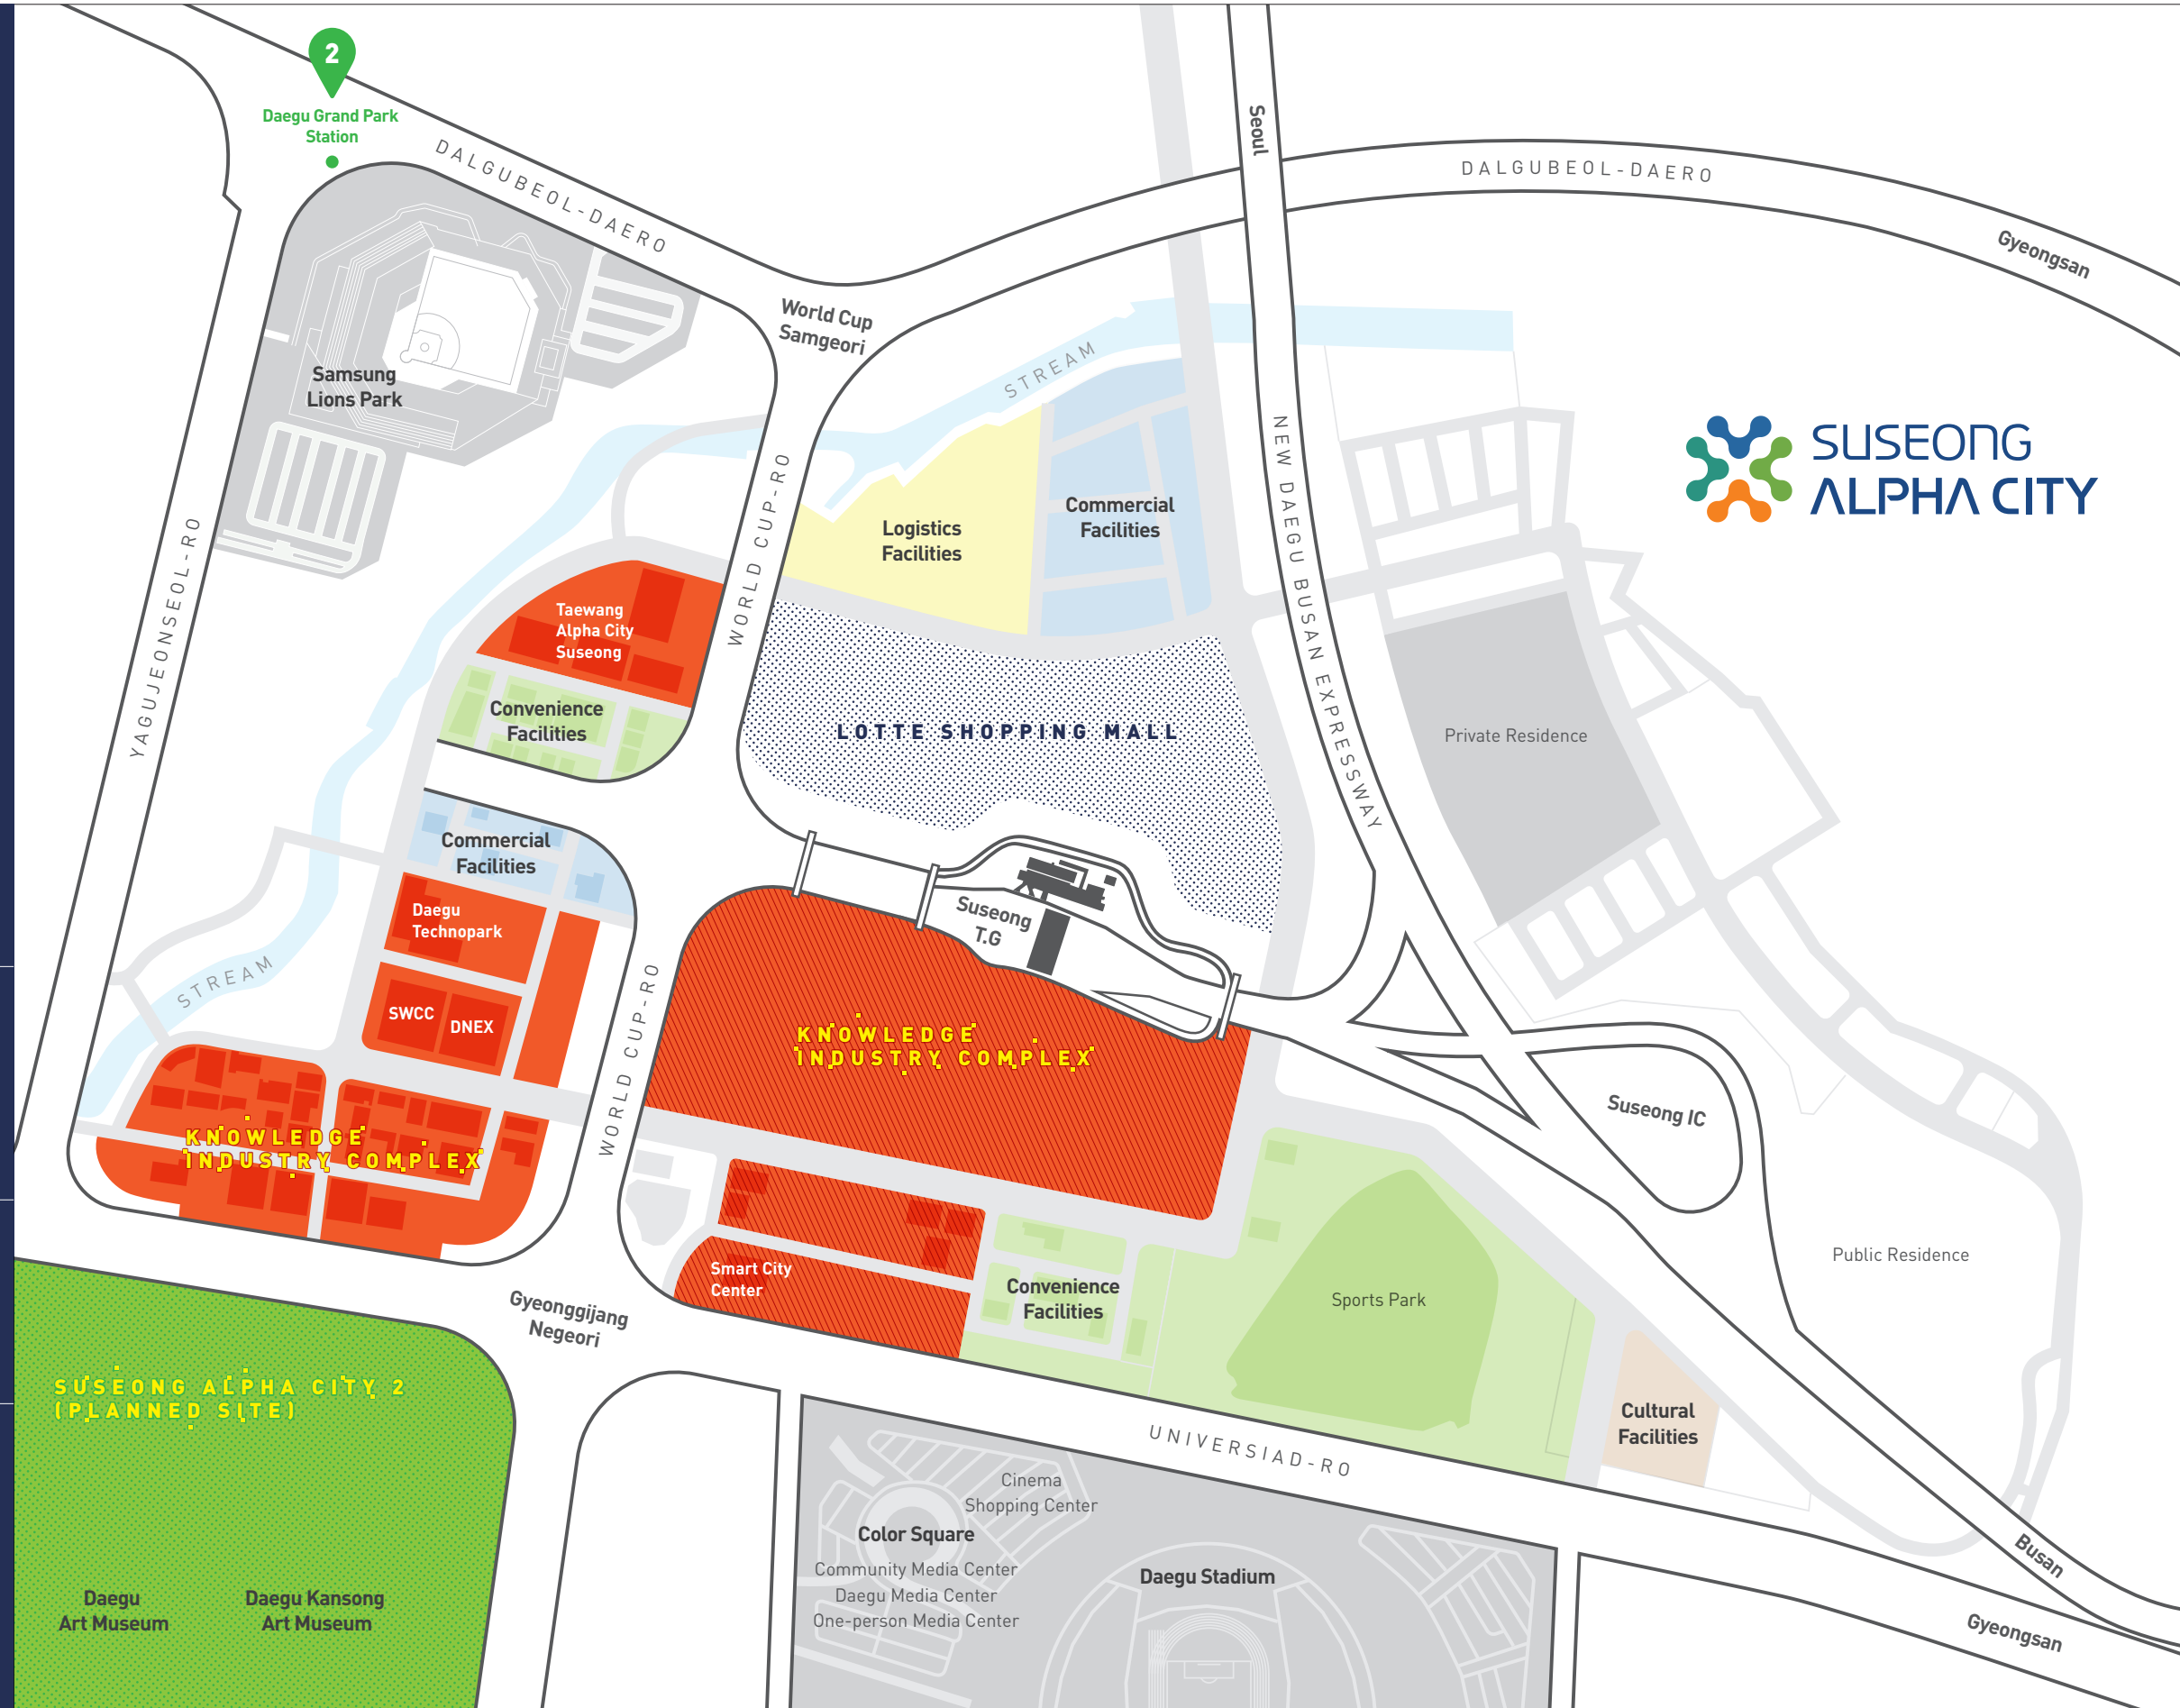 2
Daegu Grand Park
Station
DALGUBEOL-DAERO
Seoul
DALGUBEOL-DAERO
Gyeongsan
World Cup
Samgeori
STREAM
Samsung
Lions Park
SUSEONG
ALPHA CITY
Logistics
Facilities
Commercial
Facilities
NEW DAEGU BUSAN EXPRESSWAY
WORLD CUP-RO
YAGUJEONSEOL-RO
Taewang
Alpha City
Suseong
Convenience
Facilities
LOTTE SHOPPING MALL
Private Residence
Commercial
Facilities
Daegu
Technopark
Suseong
T.G
STREAM
SWCC
DNEX
WORLD CUP-RO
KNOWLEDGE
INDUSTRY COMPLEX
Suseong IC
KNOWLEDGE
INDUSTRY COMPLEX
Public Residence
Smart City
Center
Convenience
Facilities
Sports Park
Gyeonggijang
Negeori
SUSEONG ALPHA CITY 2
(PLANNED SITE)
Cultural
Facilities
UNIVERSIAD-RO
Cinema
Shopping Center
Color Square
Community Media Center
Daegu Media Center
One-person Media Center
Daegu Stadium
Busan
Gyeongsan
Daegu
Art Museum
Daegu Kansong
Art Museum